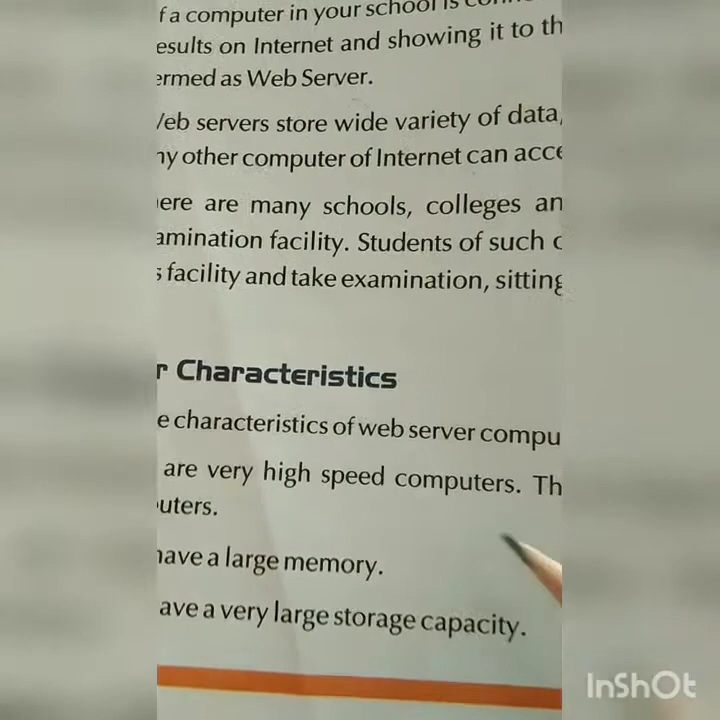 f a computer in your school is
esults on Internet and showing it to th
ermed as Web Server.
eb servers store wide variety of data,
ny other computer of Internet can acce
ere are many schools, colleges an
amination facility. Students of such c
s facility and take examination, sitting
r Characteristics
e characteristics of web server compu
are very high speed computers. Th
uters.
have a large memory.
ave a very large storage capacity.
InShOt